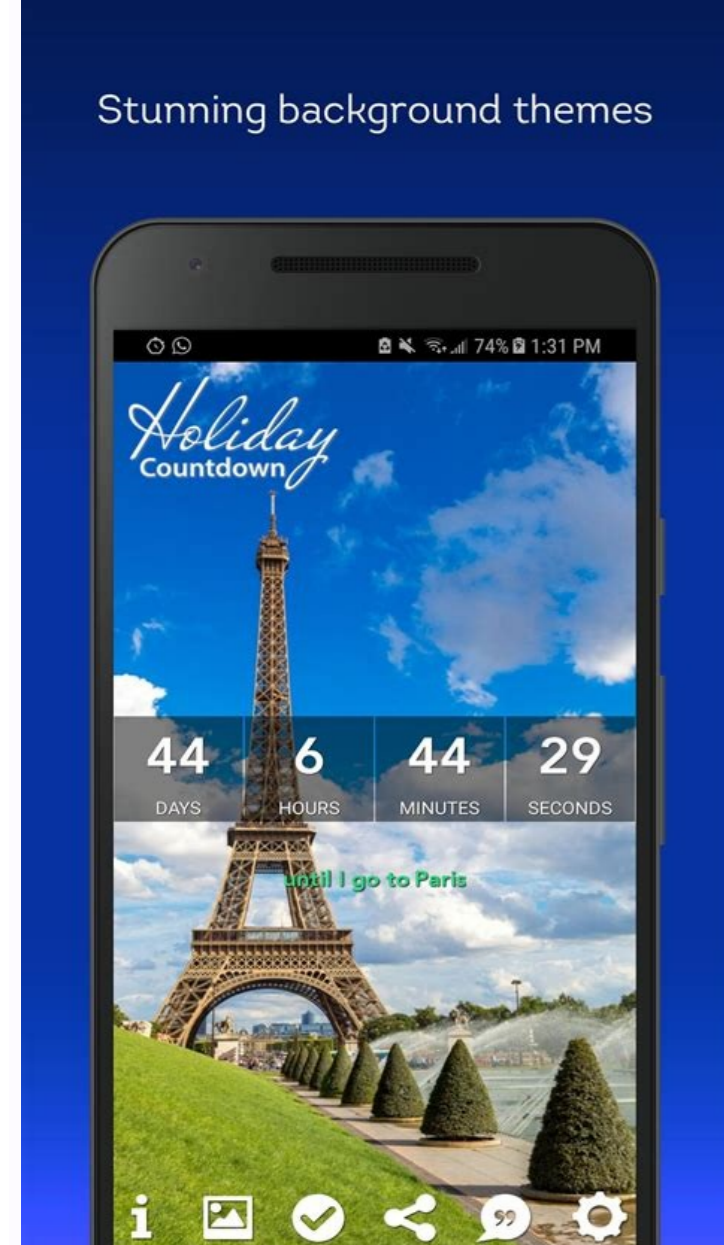 Stunning background themes
74% 1:31 PM
Holiday
Countdown
44 6 44 29
DAYS HOURS MINUTES SECONDS
until I go to Paris